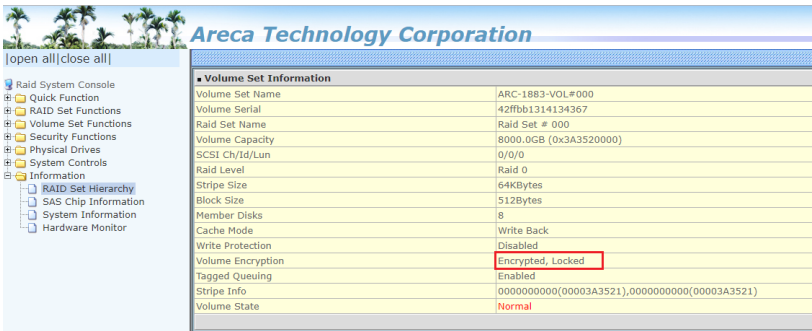 Areca Technology Corporation
|open all|close all|
Raid System Console
Quick Function
RAID Set Functions
Volume Set Functions
Security Functions
Physical Drives
System Controls
Information
RAID Set Hierarchy
SAS Chip Information
System Information
Hardware Monitor
Volume Set Information
Volume Set Name ARC-1883-VOL#000
Volume Serial 42ffbb1314134367
Raid Set Name Raid Set # 000
Volume Capacity 8000.0GB (0x3A3520000)
SCSI Ch/Id/Lun 0/0/0
Raid Level Raid 0
Stripe Size 64KBytes
Block Size 512Bytes
Member Disks 8
Cache Mode Write Back
Write Protection Disabled
Volume Encryption Encrypted, Locked
Tagged Queuing Enabled
Stripe Info 0000000000(00003A3521),0000000000(00003A3521)
Volume State Normal